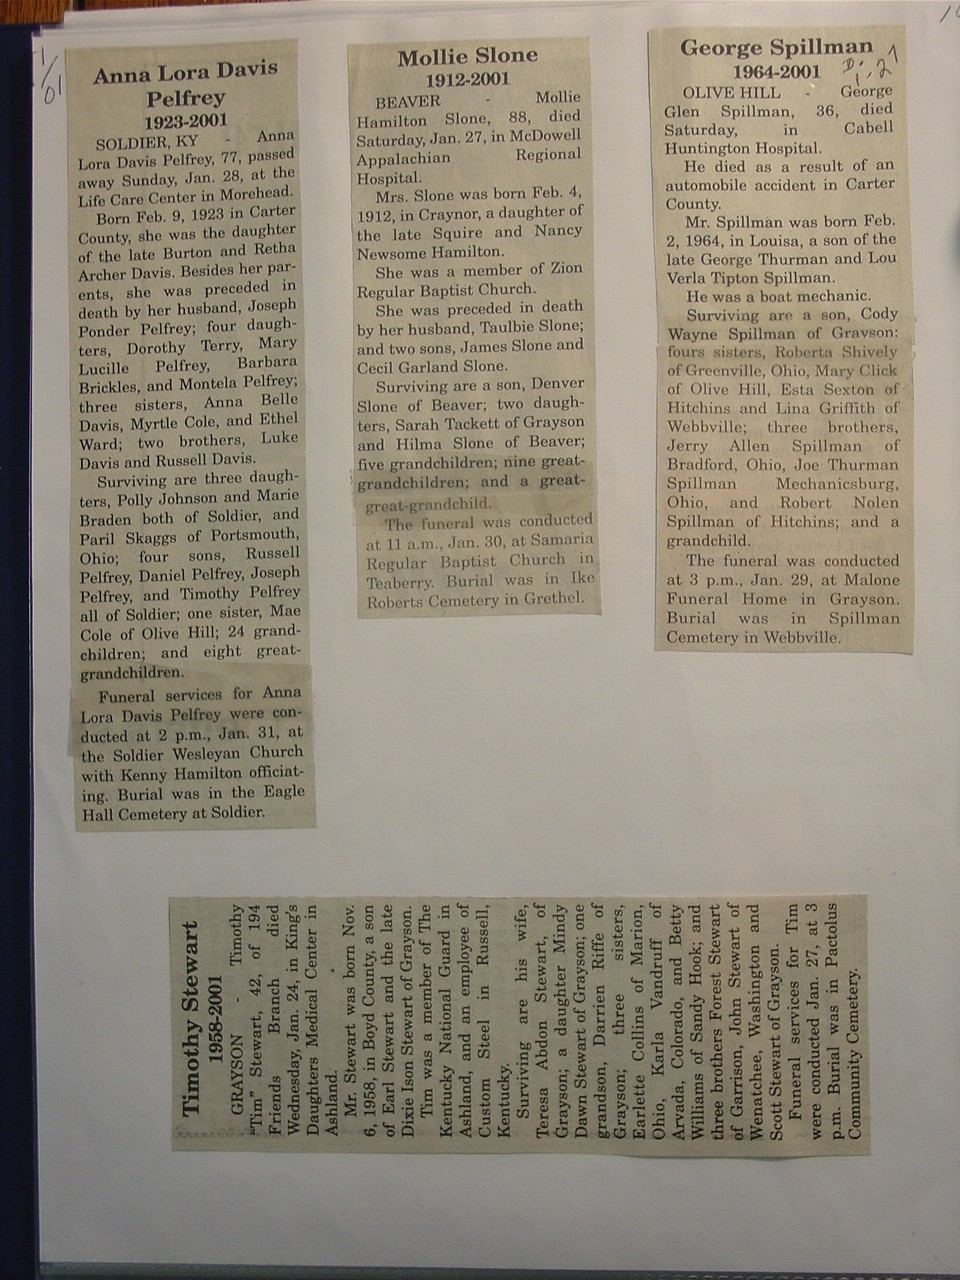 1/01
Anna Lora Davis
Pelfrey
1923-2001
SOLDIER, KY - Anna
Lora Davis Pelfrey, 77, passed
away Sunday, Jan. 28, at the
Life Care Center in Morehead.
Born Feb. 9, 1923 in Carter
County, she was the daughter
of the late Burton and Retha
Archer Davis. Besides her par-
ents, she was preceded in
death by her husband, Joseph
Ponder Pelfrey; four daugh-
ters, Dorothy Terry, Mary
Lucille Pelfrey, Barbara
Brickles, and Montela Pelfrey;
three sisters, Anna Belle
Davis, Myrtle Cole, and Ethel
Ward; two brothers, Luke
Davis and Russell Davis.
Surviving are three daugh-
ters, Polly Johnson and Marie
Braden both of Soldier, and
Paril Skaggs of Portsmouth,
Ohio; four sons, Russell
Pelfrey, Daniel Pelfrey, Joseph
Pelfrey, and Timothy Pelfrey
all of Soldier; one sister, Mae
Cole of Olive Hill; 24 grand-
children; and eight great-
grandchildren.
Funeral services for Anna
Lora Davis Pelfrey were con-
ducted at 2 p.m., Jan. 31, at
the Soldier Wesleyan Church
with Kenny Hamilton officiat-
ing. Burial was in the Eagle
Hall Cemetery at Soldier.
Mollie Slone
1912-2001
BEAVER - Mollie
Hamilton Slone, 88, died
Saturday, Jan. 27, in McDowell
Appalachian Regional
Hospital.
Mrs. Slone was born Feb. 4,
1912, in Craynor, a daughter of
the late Squire and Nancy
Newsome Hamilton.
She was a member of Zion
Regular Baptist Church.
She was preceded in death
by her husband, Taulbie Slone;
and two sons, James Slone and
Cecil Garland Slone.
Surviving are a son, Denver
Slone of Beaver; two daugh-
ters, Sarah Tackett of Grayson
and Hilma Slone of Beaver;
five grandchildren; nine great-
grandchildren; and a great-
great-grandchild.
The funeral was conducted
at 11 a.m., Jan. 30, at Samaria
Regular Baptist Church in
Teaberry. Burial was in Ike
Roberts Cemetery in Grethel.
George Spillman
1964-2001
OLIVE HILL - George
Glen Spillman, 36, died
Saturday, in Cabell
Huntington Hospital.
He died as a result of an
automobile accident in Carter
County.
Mr. Spillman was born Feb.
2, 1964, in Louisa, a son of the
late George Thurman and Lou
Verla Tipton Spillman.
He was a boat mechanic.
Surviving are a son, Cody
Wayne Spillman of Grayson;
fours sisters, Roberta Shively
of Greenville, Ohio, Mary Click
of Olive Hill, Esta Sexton of
Hitchins and Lina Griffith of
Webbville; three brothers,
Jerry Allen Spillman of
Bradford, Ohio, Joe Thurman
Spillman Mechanicsburg,
Ohio, and Robert Nolen
Spillman of Hitchins; and a
grandchild.
The funeral was conducted
at 3 p.m., Jan. 29, at Malone
Funeral Home in Grayson.
Burial was in Spillman
Cemetery in Webbville.
Timothy Stewart
1958-2001
GRAYSON - Timothy
"Tim" Stewart, 42, of 194
Friends Branch died
Wednesday, Jan. 24, in King's
Daughters Medical Center in
Ashland.
Mr. Stewart was born Nov.
6, 1958, in Boyd County, a son
of Earl Stewart and the late
Dixie Ison Stewart of Grayson.
Tim was a member of The
Kentucky National Guard in
Ashland, and an employee of
Custom Steel in Russell,
Kentucky.
Surviving are his wife,
Teresa Abdon Stewart, of
Grayson; a daughter Mindy
Dawn Stewart of Grayson; one
grandson, Darrien Riffe of
Grayson; three sisters,
Earlette Collins of Marion,
Ohio, Karla Vandruff of
Arvada, Colorado, and Betty
Williams of Sandy Hook; and
three brothers Forest Stewart
of Garrison, John Stewart of
Wenatchee, Washington and
Scott Stewart of Grayson.
Funeral services for Tim
were conducted Jan. 27, at 3
p.m. Burial was in Pactolus
Community Cemetery.